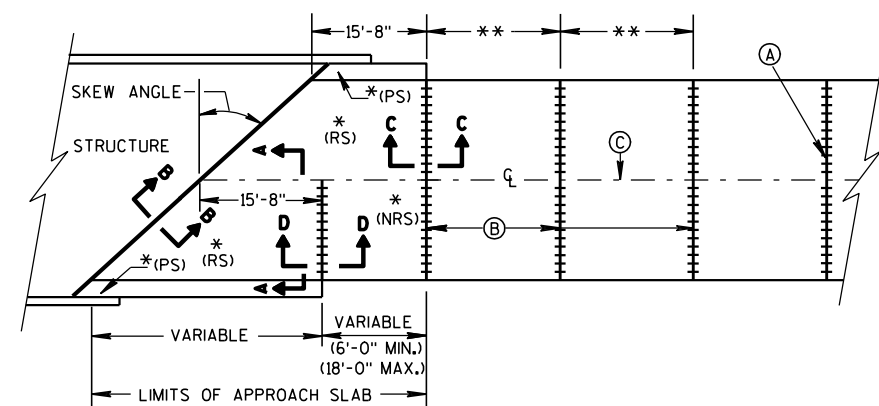 15'-8"
**
**
A
SKEW ANGLE
*(PS)
*
(RS)
C
C
STRUCTURE
A
C
B
℄
15'-8"
*
(NRS)
B
B
D
D
*
(RS)
*(PS)
A
VARIABLE
VARIABLE
(6'-0" MIN.)
(18'-0" MAX.)
LIMITS OF APPROACH SLAB